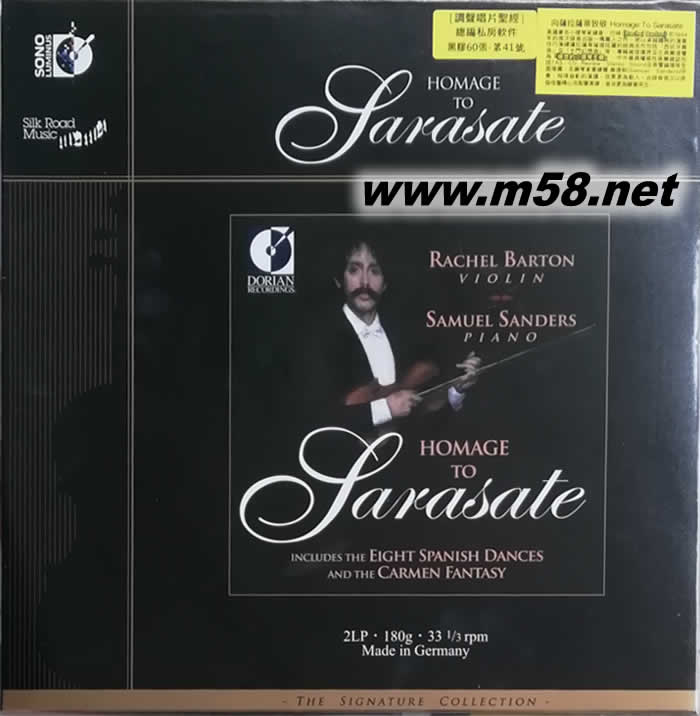 SONO
LUMINUS
Silk Road
Music
[調聲唱片聖經]
總編私房軟件
黑膠60張·第41號
向薩拉薩蒂致敬 Homage To Sarasate
HOMAGE
TO
Sarasate
www.m58.net
DORIAN
RECORDINGS
RACHEL BARTON
VIOLIN
SAMUEL SANDERS
PIANO
HOMAGE
TO
Sarasate
INCLUDES THE EIGHT SPANISH DANCES
AND THE CARMEN FANTASY
2LP · 180g · 33 1/3 rpm
Made in Germany
- THE SIGNATURE COLLECTION -